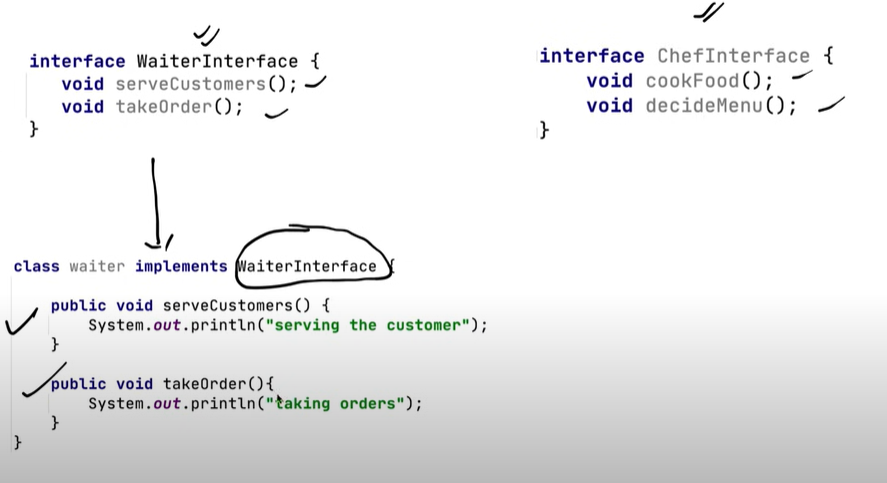 interface WaiterInterface {
void serveCustomers();
void takeOrder();
}
interface ChefInterface {
void cookFood();
void decideMenu();
}
class waiter implements WaiterInterface {
public void serveCustomers() {
System.out.println("serving the customer");
}
public void takeOrder(){
System.out.println("taking orders");
}
}